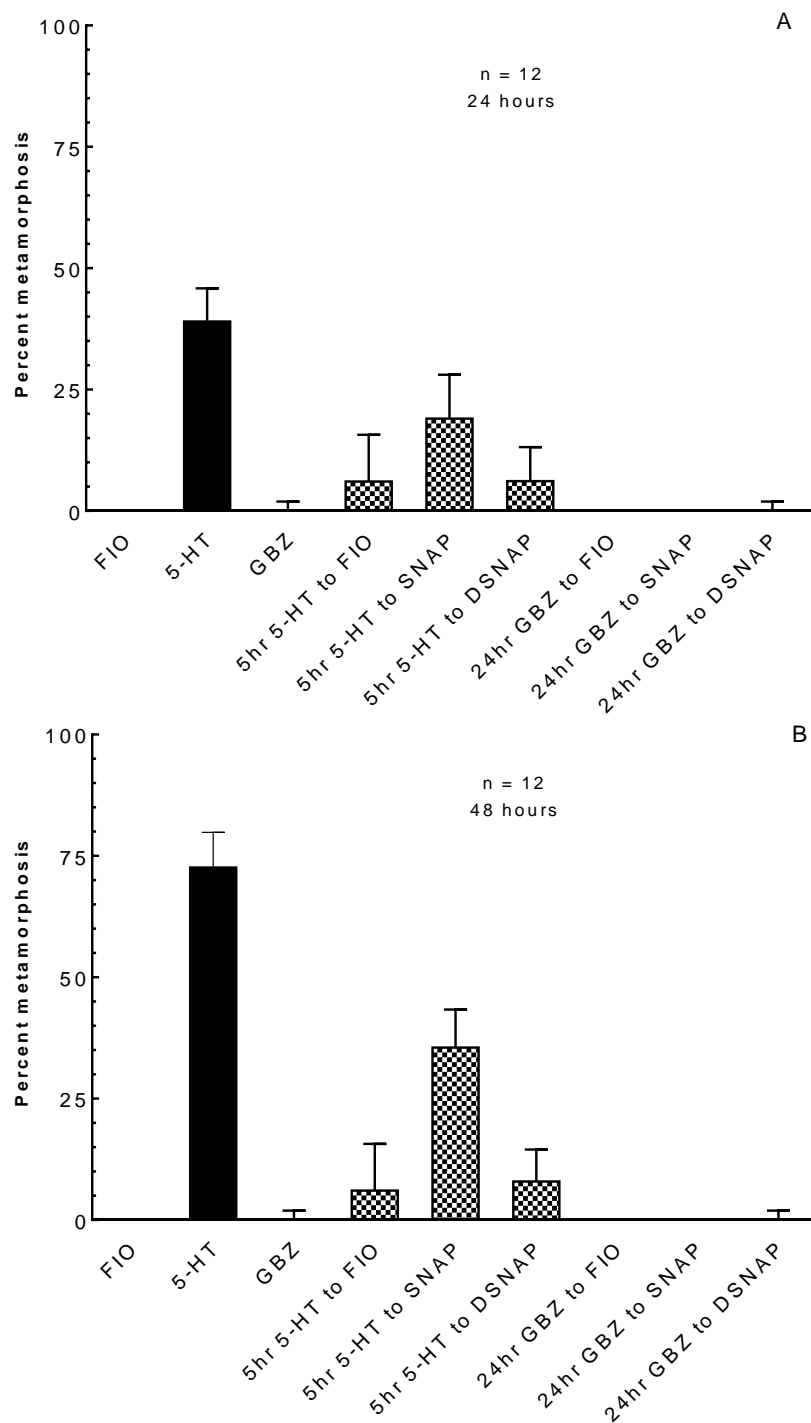 A
n = 12
24 hours
Percent metamorphosis
100
75
50
25
0
FIO
5-HT
GBZ
5hr 5-HT to FIO
5hr 5-HT to SNAP
5hr 5-HT to DSNAP
24hr GBZ to FIO
24hr GBZ to SNAP
24hr GBZ to DSNAP
B
n = 12
48 hours
Percent metamorphosis
100
75
50
25
0
FIO
5-HT
GBZ
5hr 5-HT to FIO
5hr 5-HT to SNAP
5hr 5-HT to DSNAP
24hr GBZ to FIO
24hr GBZ to SNAP
24hr GBZ to DSNAP